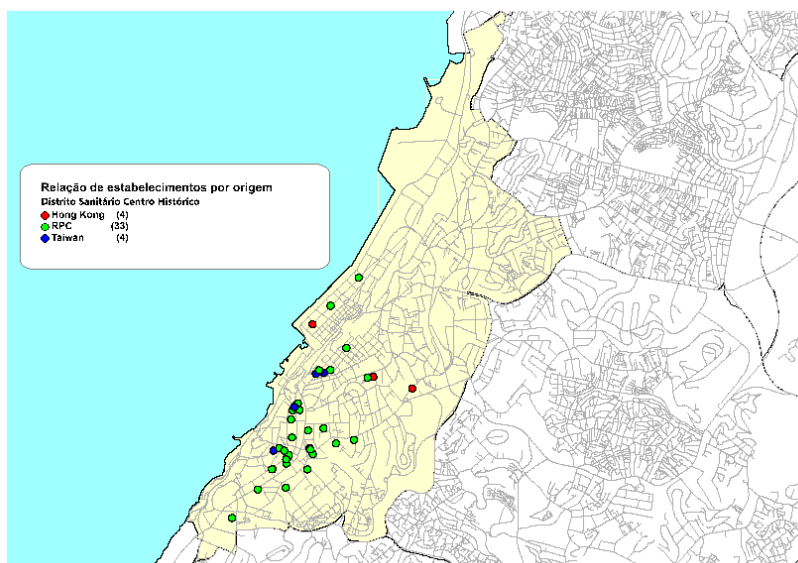 Relação de estabelecimentos por origem
Distrito Sanitário Centro Histórico
Hong Kong (4)
RPC (33)
Taiwan (4)